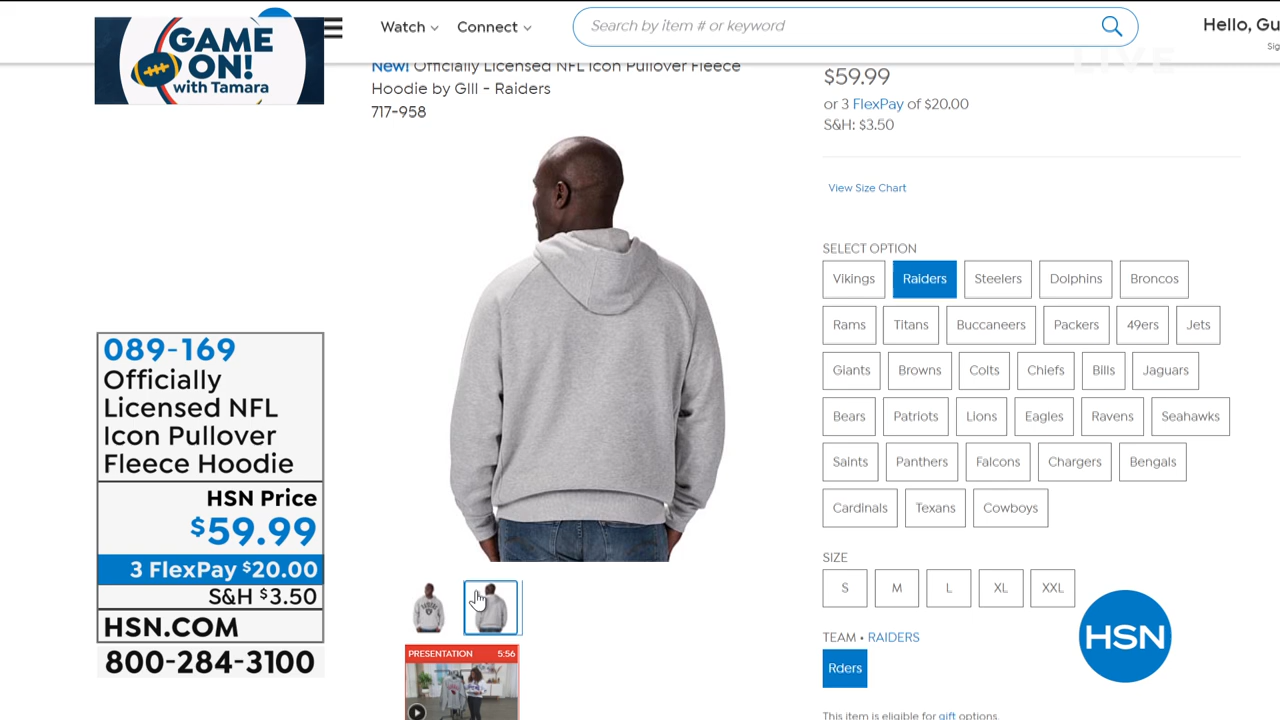 GAME
ON!
with Tamara
Watch
Connect
Search by item # or keyword
Hello, Gu
Sig
LIVE
New! Officially Licensed NFL Icon Pullover Fleece
Hoodie by GIII - Raiders
717-958
$59.99
or 3 FlexPay of $20.00
S&H: $3.50
View Size Chart
SELECT OPTION
Vikings Raiders Steelers Dolphins Broncos
Rams Titans Buccaneers Packers 49ers Jets
Giants Browns Colts Chiefs Bills Jaguars
Bears Patriots Lions Eagles Ravens Seahawks
Saints Panthers Falcons Chargers Bengals
Cardinals Texans Cowboys
SIZE
S M L XL XXL
TEAM • RAIDERS
Rders
This item is eligible for gift options.
089-169
Officially
Licensed NFL
Icon Pullover
Fleece Hoodie
HSN Price
$59.99
3 FlexPay $20.00
S&H $3.50
HSN.COM
800-284-3100
RAIDERS
PRESENTATION 5:56
HSN